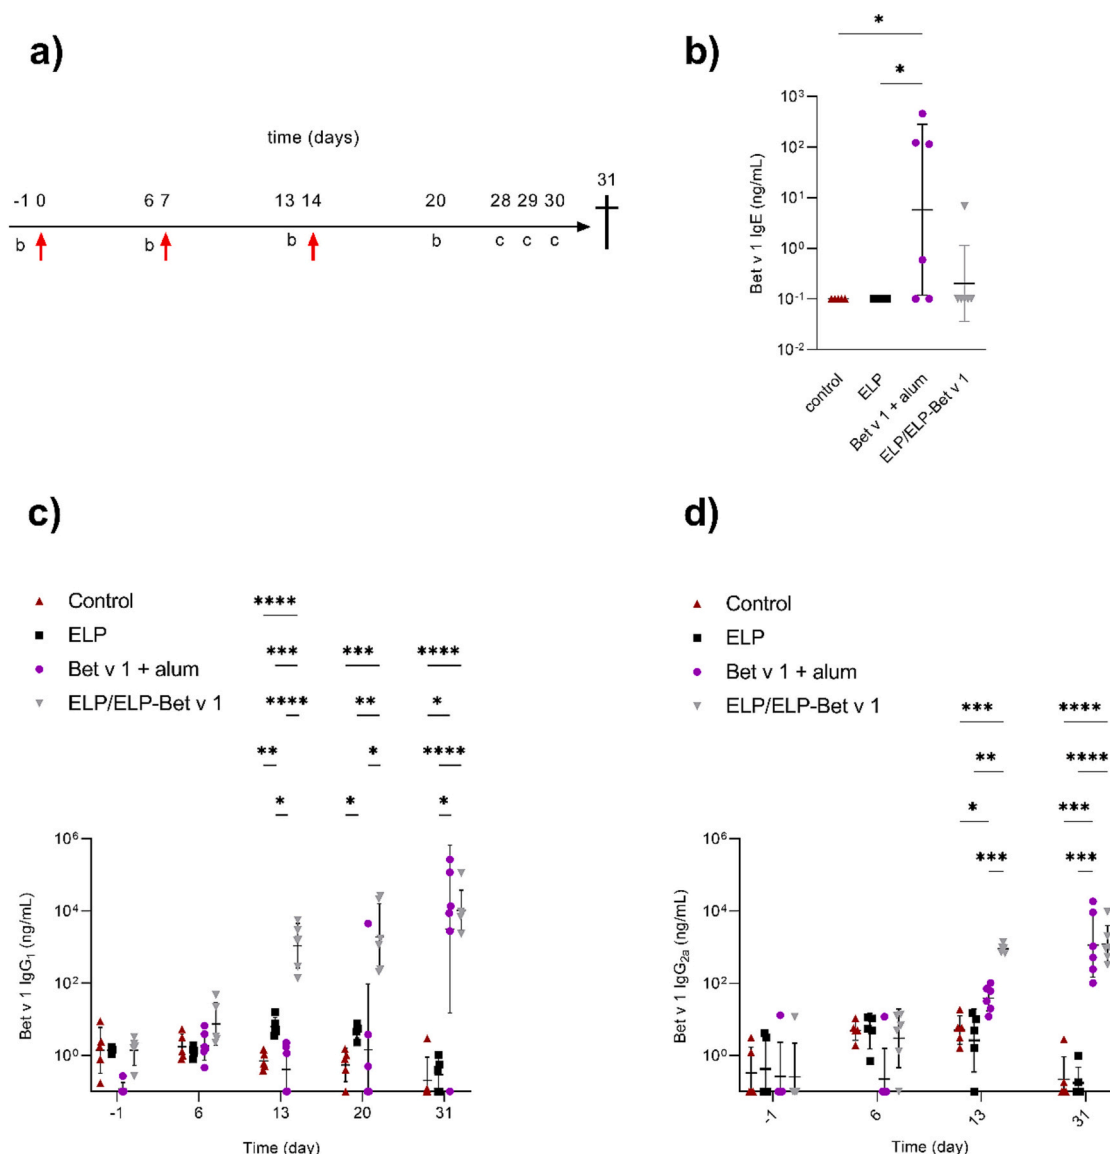 a)
time (days)
-1 0 6 7 13 14 20 28 29 30 31
b b b b c c c
b)
*
*
Bet v 1 IgE (ng/mL)
10³
10²
10¹
10⁰
10⁻¹
10⁻²
control
ELP
Bet v 1 + alum
ELP/ELP-Bet v 1
c)
Control
ELP
Bet v 1 + alum
ELP/ELP-Bet v 1
****
*** *** ****
**** ** *
** * ****
* * *
Bet v 1 IgG₁ (ng/mL)
10⁶
10⁴
10²
10⁰
-1 6 13 20 31
Time (day)
d)
Control
ELP
Bet v 1 + alum
ELP/ELP-Bet v 1
*** ****
** ****
* ***
*** ***
Bet v 1 IgG₂ₐ (ng/mL)
10⁶
10⁴
10²
10⁰
-1 6 13 31
Time (day)